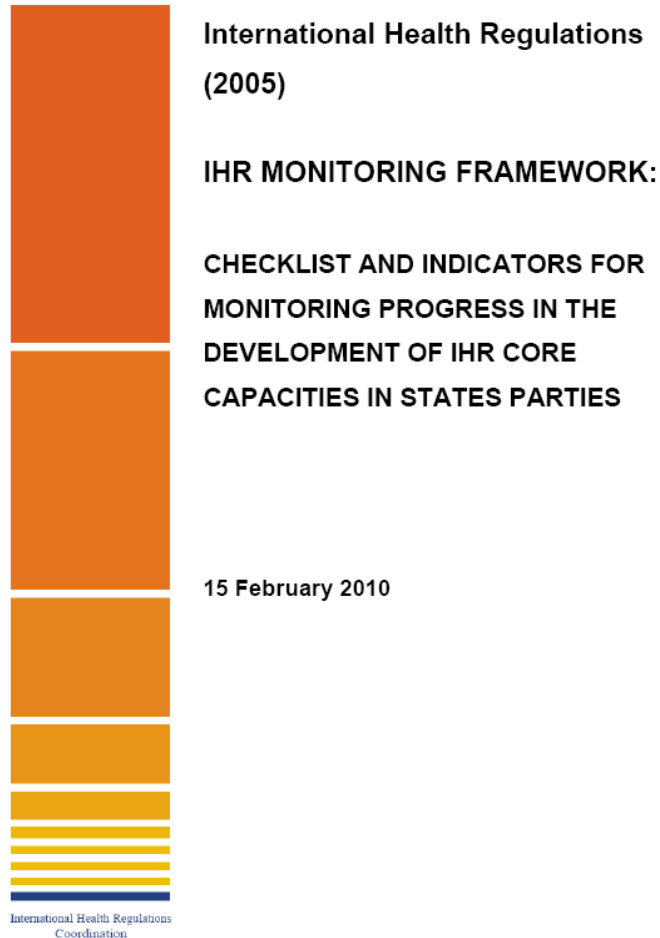 International Health Regulations
(2005)
IHR MONITORING FRAMEWORK:
CHECKLIST AND INDICATORS FOR
MONITORING PROGRESS IN THE
DEVELOPMENT OF IHR CORE
CAPACITIES IN STATES PARTIES
15 February 2010
International Health Regulations
Coordination